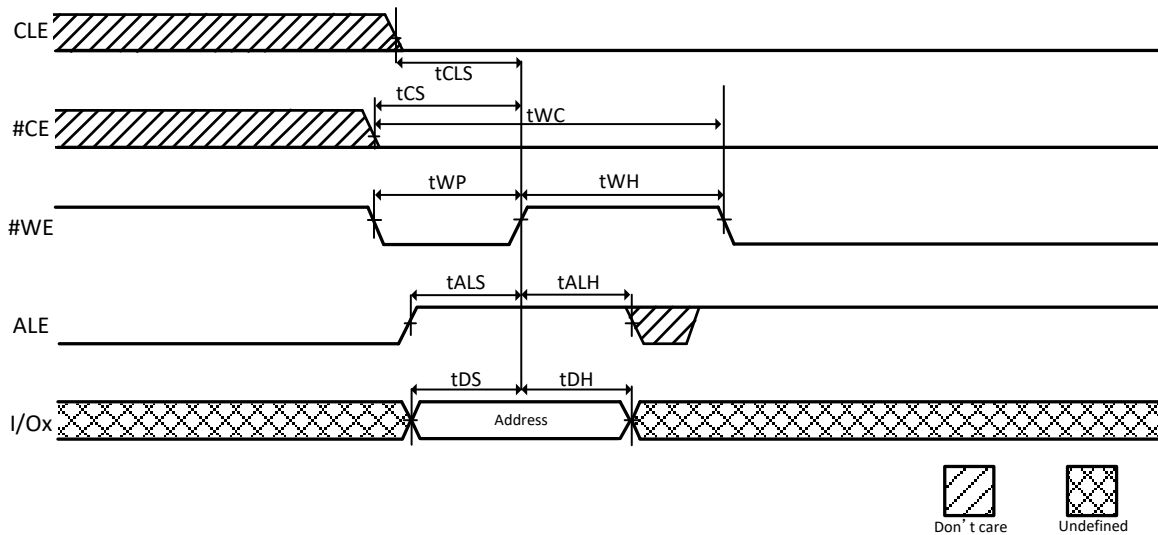 CLE
tCLS
tCS
#CE
tWC
tWP
tWH
#WE
tALS
tALH
ALE
tDS
tDH
I/Ox
Address
Don’t care
Undefined